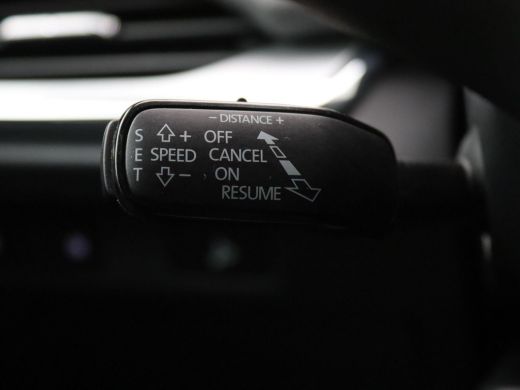 - DISTANCE +
S + OFF
E SPEED CANCEL
T - ON
RESUME